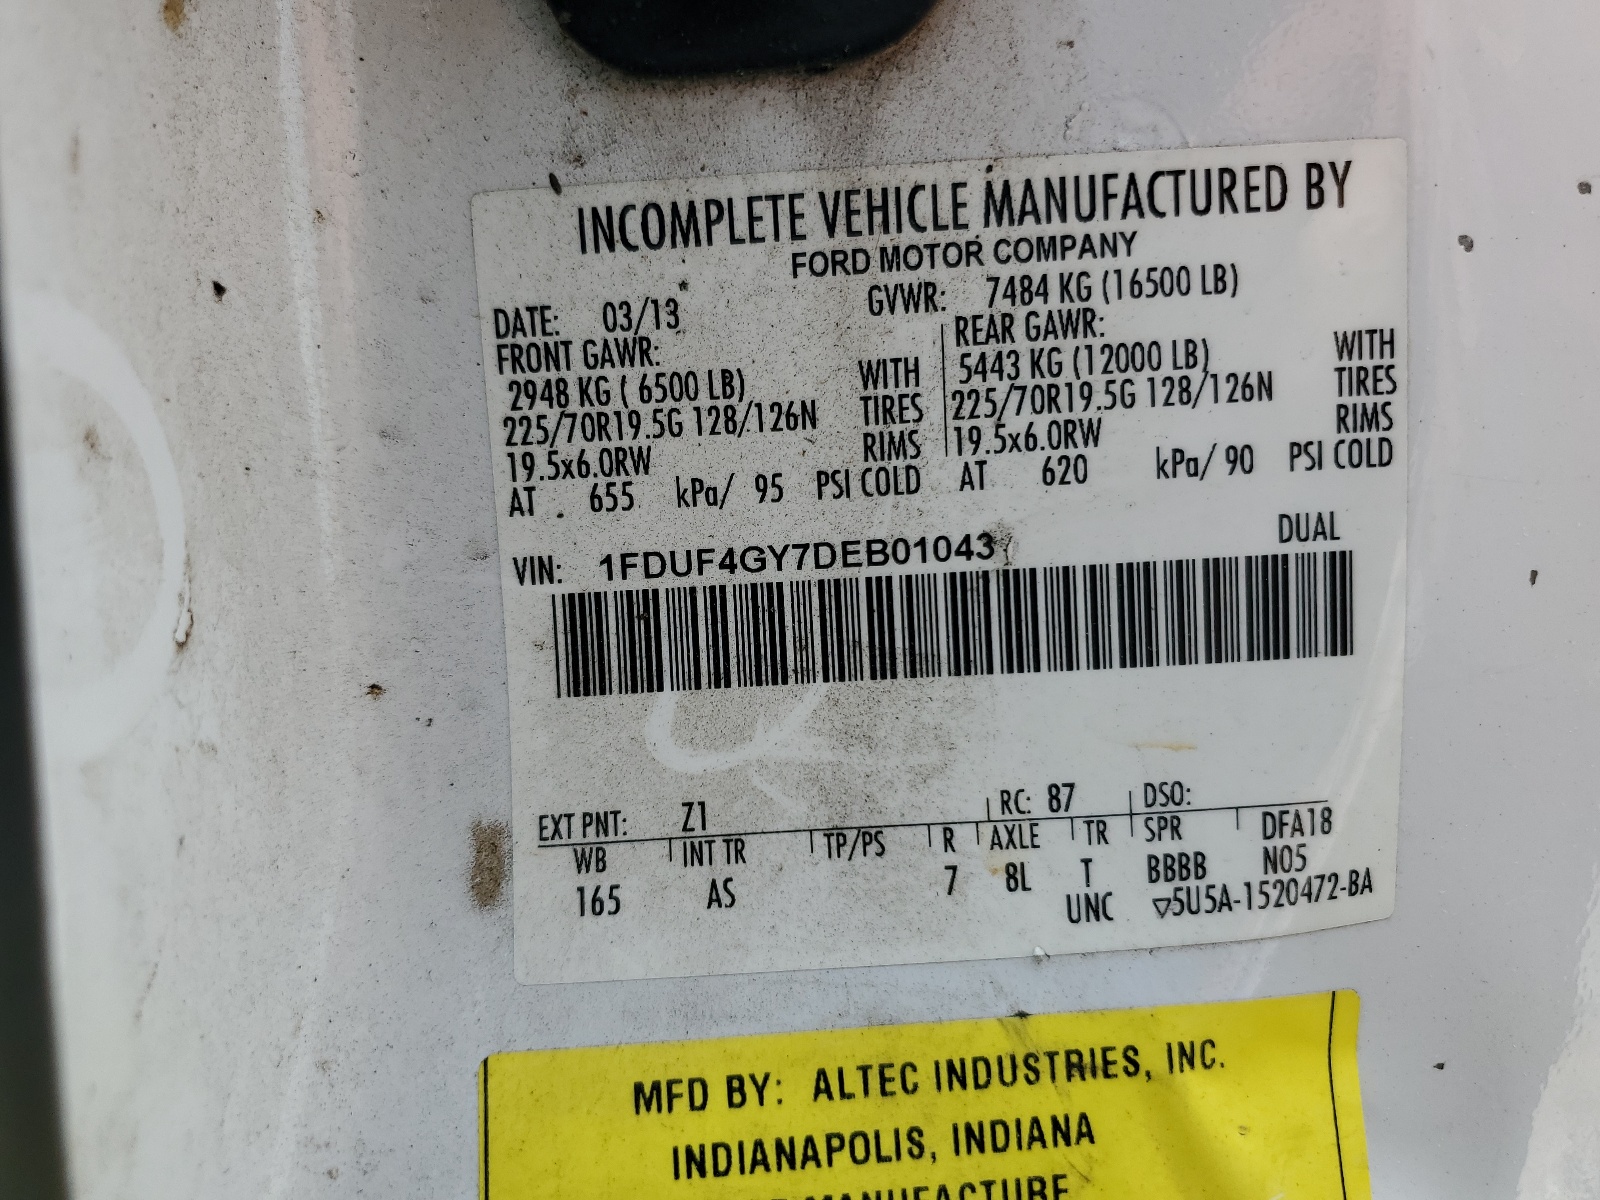 INCOMPLETE VEHICLE MANUFACTURED BY
FORD MOTOR COMPANY
DATE: 03/13 GVWR: 7484 KG (16500 LB)
FRONT GAWR: REAR GAWR:
2948 KG ( 6500 LB) WITH 5443 KG (12000 LB) WITH
225/70R19.5G 128/126N TIRES 225/70R19.5G 128/126N TIRES
19.5x6.0RW RIMS 19.5x6.0RW RIMS
AT 655 kPa/ 95 PSI COLD AT 620 kPa/ 90 PSI COLD
VIN: 1FDUF4GY7DEB01043 DUAL
EXT PNT: Z1 RC: 87 DSO:
WB INT TR TP/PS R AXLE TR SPR DFA18
165 AS 7 8L T BBBB N05
UNC ▽5U5A-1520472-BA
MFD BY: ALTEC INDUSTRIES, INC.
INDIANAPOLIS, INDIANA
MANUFACTURE